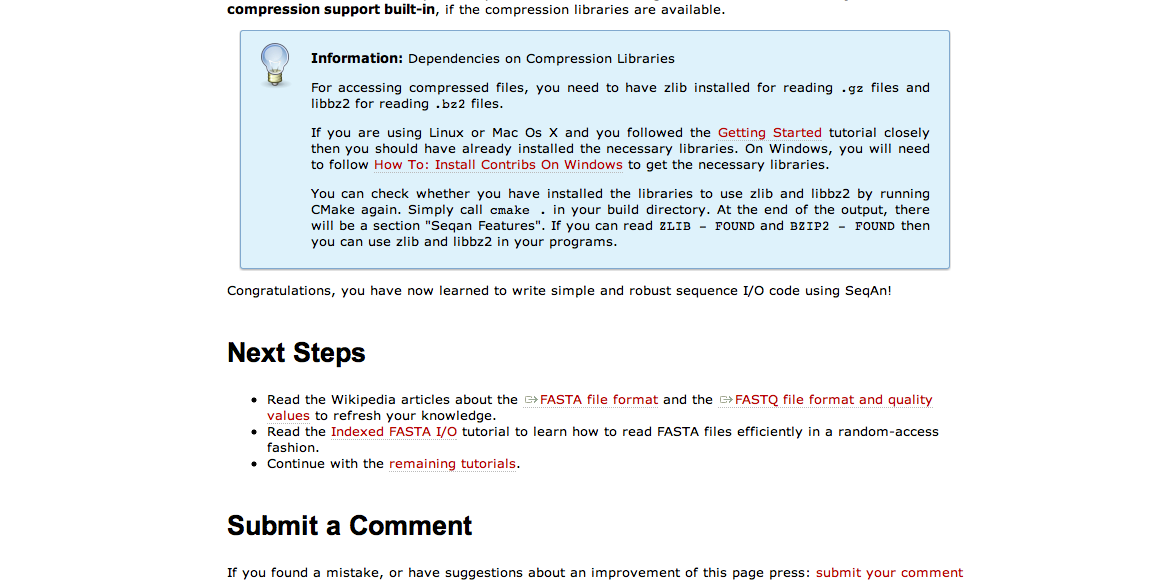 compression support built-in, if the compression libraries are available.
Information: Dependencies on Compression Libraries
For accessing compressed files, you need to have zlib installed for reading .gz files and
libbz2 for reading .bz2 files.
If you are using Linux or Mac Os X and you followed the Getting Started tutorial closely
then you should have already installed the necessary libraries. On Windows, you will need
to follow How To: Install Contribs On Windows to get the necessary libraries.
You can check whether you have installed the libraries to use zlib and libbz2 by running
CMake again. Simply call cmake . in your build directory. At the end of the output, there
will be a section "Seqan Features". If you can read ZLIB - FOUND and BZIP2 - FOUND then
you can use zlib and libbz2 in your programs.
Congratulations, you have now learned to write simple and robust sequence I/O code using SeqAn!
Next Steps
• Read the Wikipedia articles about the FASTA file format and the FASTQ file format and quality
values to refresh your knowledge.
• Read the Indexed FASTA I/O tutorial to learn how to read FASTA files efficiently in a random-access
fashion.
• Continue with the remaining tutorials.
Submit a Comment
If you found a mistake, or have suggestions about an improvement of this page press: submit your comment